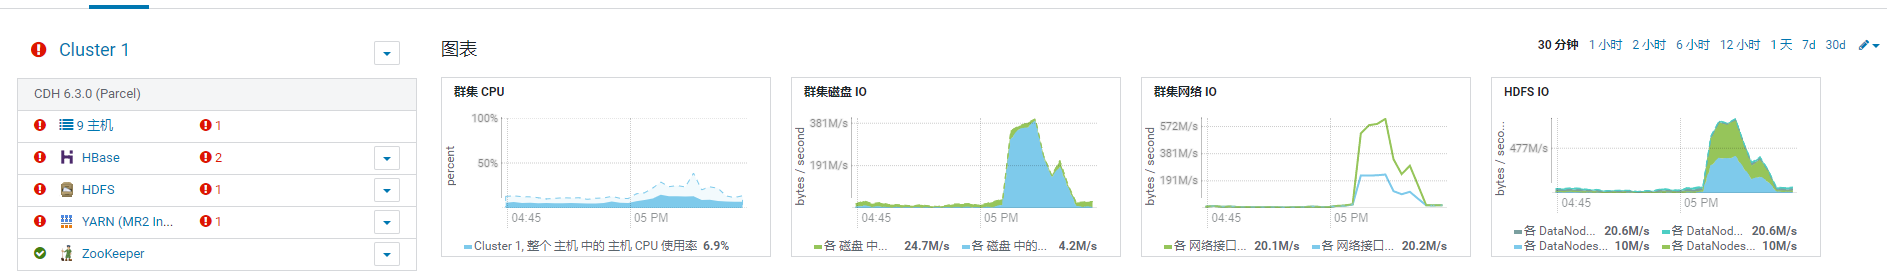 Cluster 1
CDH 6.3.0 (Parcel)
9 主机 1
HBase 2
HDFS 1
YARN (MR2 In... 1
ZooKeeper
图表
30 分钟 1 小时 2 小时 6 小时 12 小时 1 天 7d 30d
群集 CPU
percent
100%
50%
04:45 05 PM
Cluster 1, 整个 主机 中的 主机 CPU 使用率 6.9%
群集磁盘 IO
bytes / second
381M/s
191M/s
04:45 05 PM
各 磁盘 中... 24.7M/s 各 磁盘 中的... 4.2M/s
群集网络 IO
bytes / second
572M/s
381M/s
191M/s
04:45 05 PM
各 网络接口... 20.1M/s 各 网络接口... 20.2M/s
HDFS IO
bytes / seco...
477M/s
04:45 05 PM
各 DataNod... 20.6M/s 各 DataNod... 20.6M/s
各 DataNodes... 10M/s 各 DataNodes... 10M/s